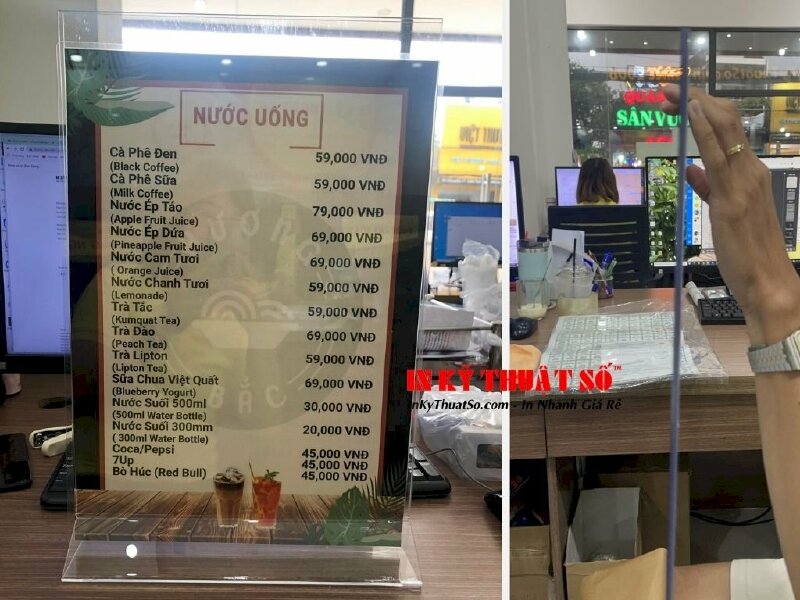 NƯỚC UỐNG
Cà Phê Đen 59,000 VNĐ
(Black Coffee)
Cà Phê Sữa 59,000 VNĐ
(Milk Coffee)
Nước Ép Táo 79,000 VNĐ
(Apple Fruit Juice)
Nước Ép Dứa 69,000 VNĐ
(Pineapple Fruit Juice)
Nước Cam Tươi 69,000 VNĐ
( Orange Juice)
Nước Chanh Tươi 59,000 VNĐ
(Lemonade)
Trà Tắc 59,000 VNĐ
(Kumquat Tea)
Trà Đào 69,000 VNĐ
(Peach Tea)
Trà Lipton 59,000 VNĐ
(Lipton Tea)
Sữa Chua Việt Quất 69,000 VNĐ
(Blueberry Yogurt)
Nước Suối 500ml 30,000 VNĐ
(500ml Water Bottle)
Nước Suối 300mm 20,000 VNĐ
( 300ml Water Bottle)
Coca/Pepsi 45,000 VNĐ
7Up 45,000 VNĐ
Bò Húc (Red Bull) 45,000 VNĐ
BẮC
IN KỸ THUẬT SỐ™
inKyThuatSo.com - In Nhanh Giá Rẻ
SÂN VƯ